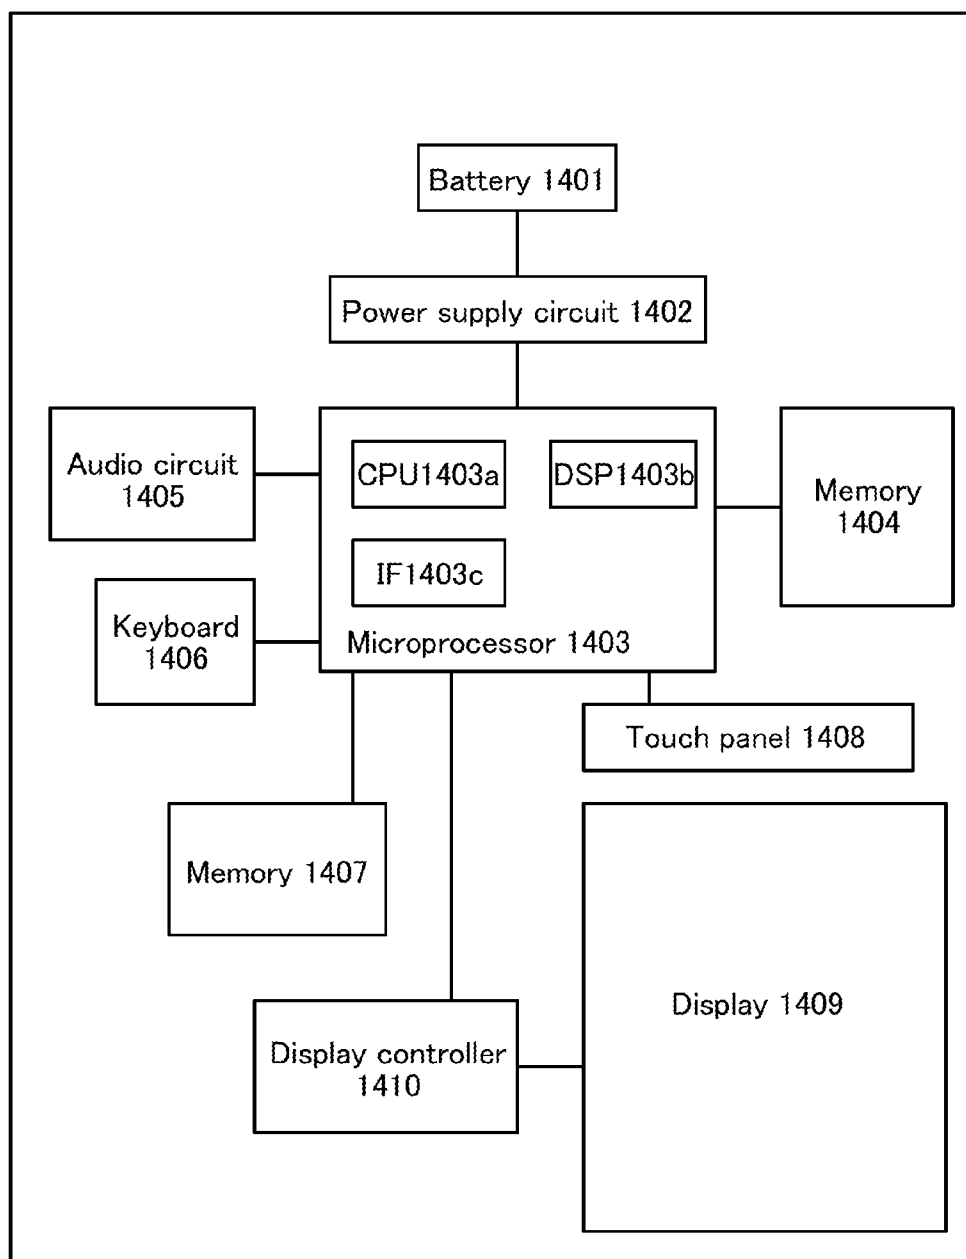 Battery 1401
Power supply circuit 1402
Audio circuit
1405
CPU1403a
DSP1403b
Memory
1404
IF1403c
Keyboard
1406
Microprocessor 1403
Touch panel 1408
Memory 1407
Display 1409
Display controller
1410